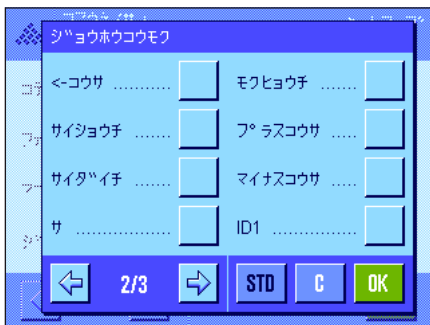 ジョウホウコウモク
<-コウサ ........... モクヒョウチ .......
サイショウチ ....... プラスコウサ .....
サイダイチ ....... マイナスコウサ .....
サ .................. ID1 ................
2/3 STD C OK